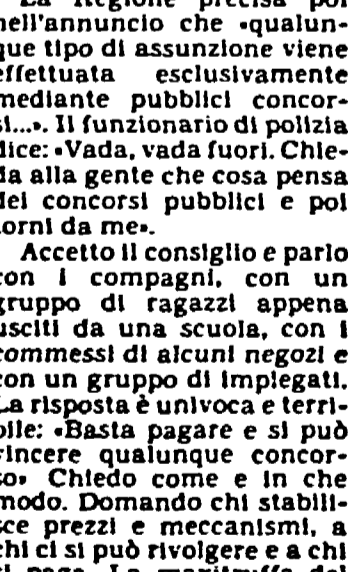 La Regione precisa poi
nell'annuncio che «qualun-
que tipo di assunzione viene
effettuata esclusivamente
mediante pubblici concor-
si...». Il funzionario di polizia
dice: «Vada, vada fuori. Chie-
da alla gente che cosa pensa
dei concorsi pubblici e poi
torni da me».
Accetto il consiglio e parlo
con i compagni, con un
gruppo di ragazzi appena
usciti da una scuola, con i
commessi di alcuni negozi e
con un gruppo di impiegati.
La risposta è univoca e terri-
bile: «Basta pagare e si può
vincere qualunque concor-
so» Chiedo come e in che
modo. Domando chi stabili-
sce prezzi e meccanismi, a
chi ci si può rivolgere e a chi